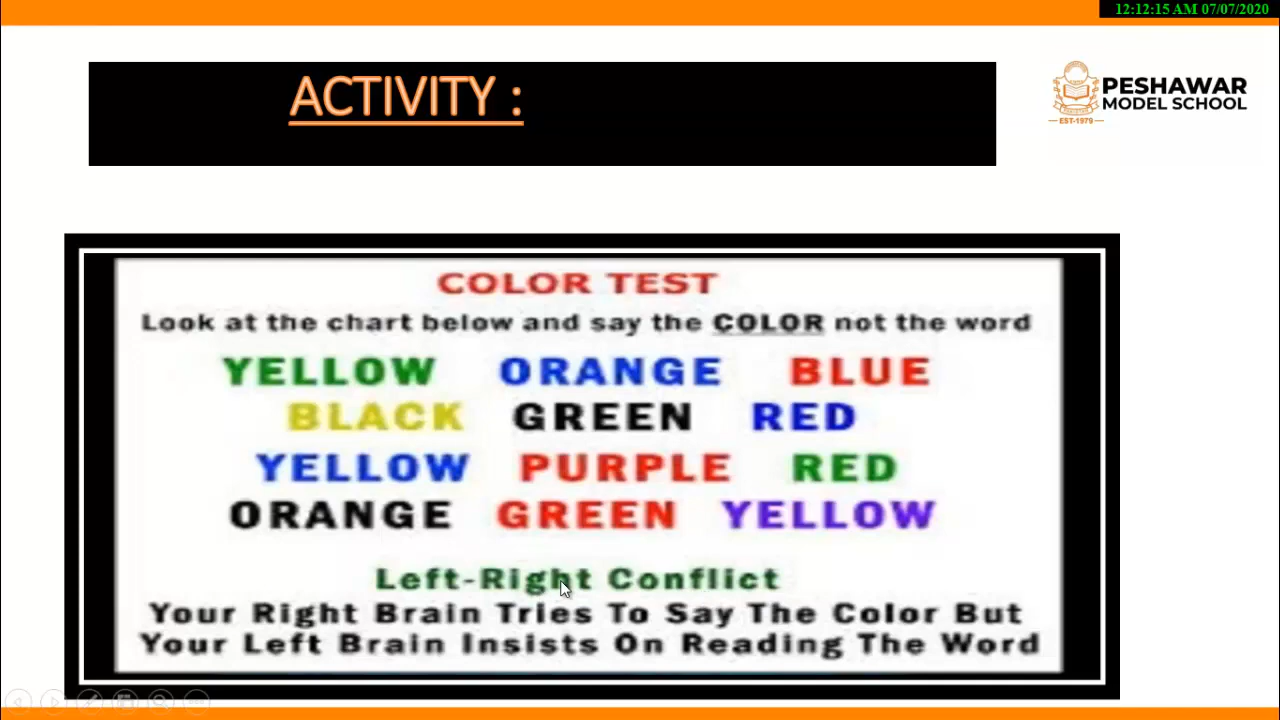 12:12:15 AM 07/07/2020
ACTIVITY :
PESHAWAR
MODEL SCHOOL
EST-1979
COLOR TEST
Look at the chart below and say the COLOR not the word
YELLOW ORANGE BLUE
BLACK GREEN RED
YELLOW PURPLE RED
ORANGE GREEN YELLOW
Left-Right Conflict
Your Right Brain Tries To Say The Color But
Your Left Brain Insists On Reading The Word